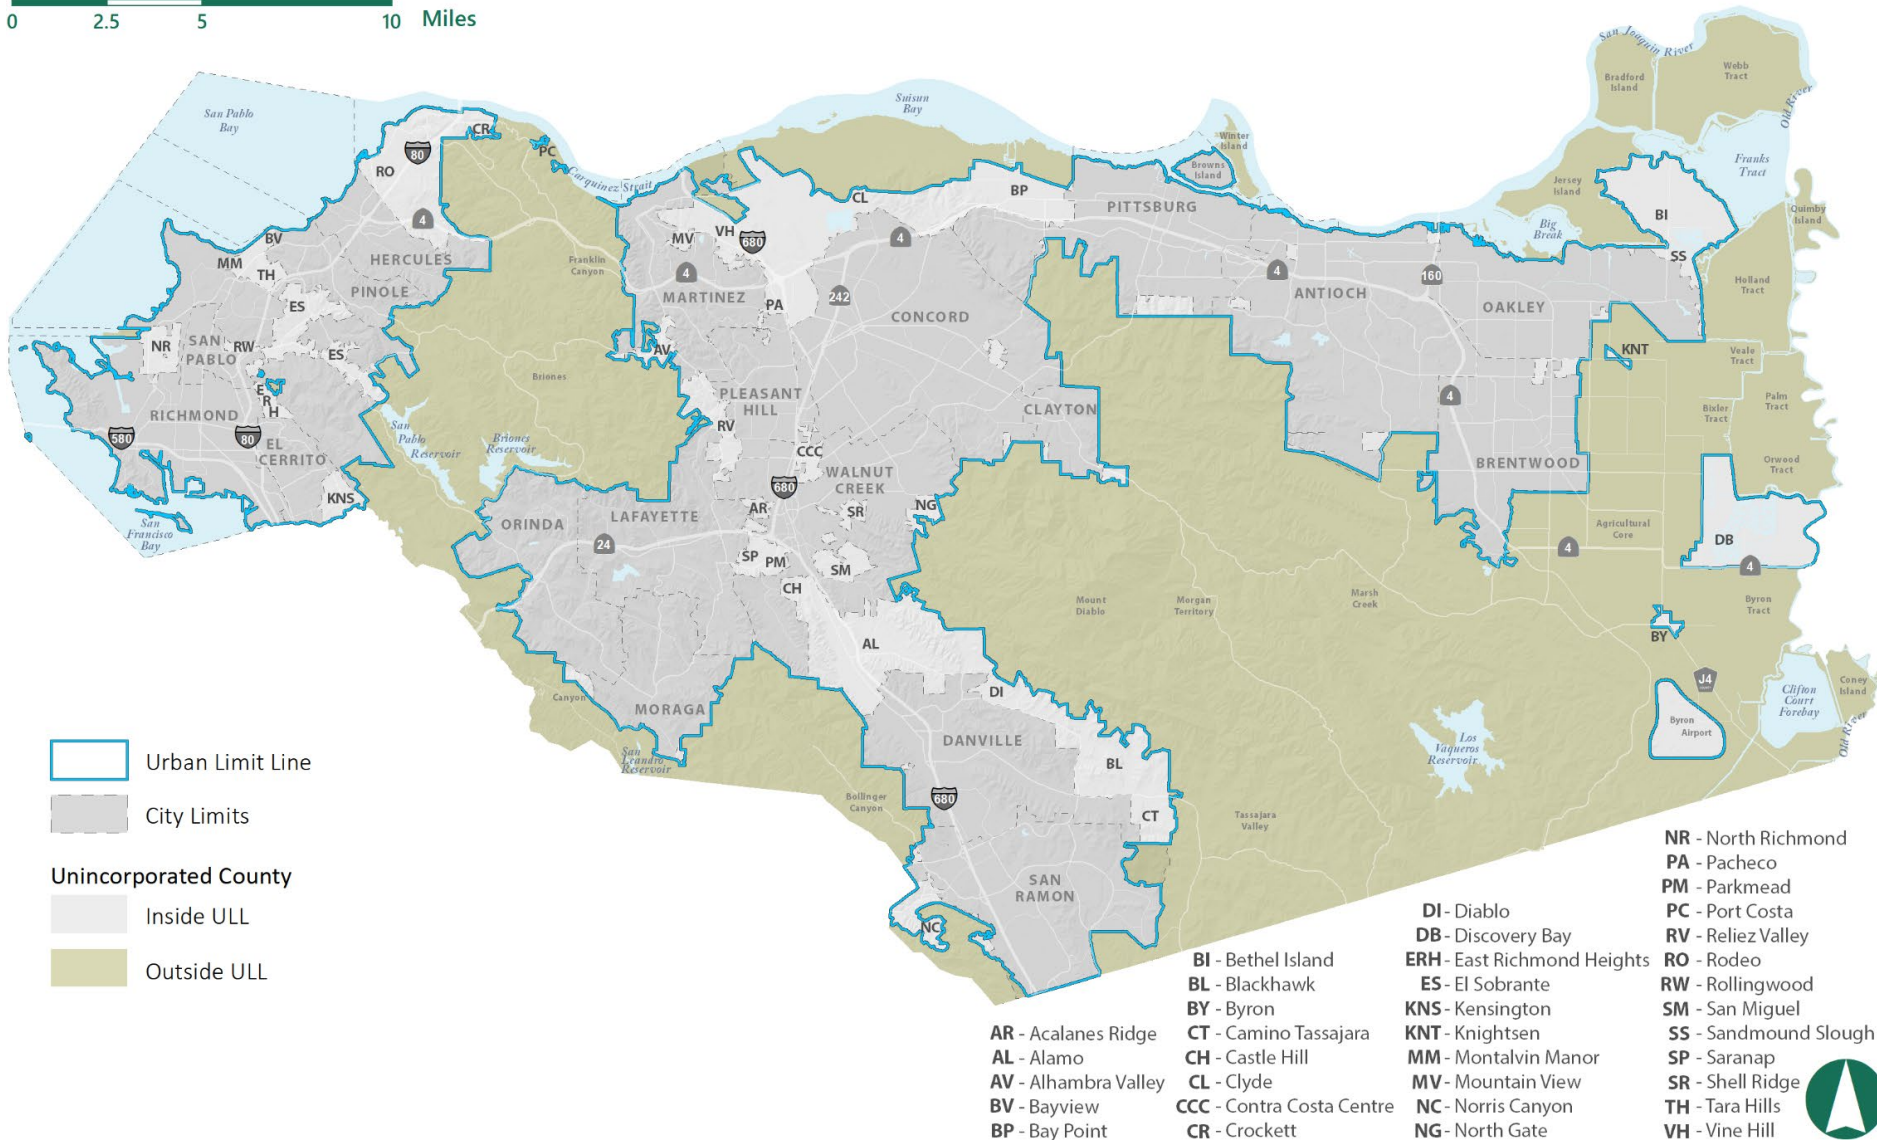 0 2.5 5 10 Miles
San Joaquin River
Webb
Tract
Bradford
Island
Old River
San Pablo
Bay
Suisun
Bay
CR
80
PC
RO
Carquinez Strait
Winter
Island
Browns
Island
Franks
Tract
Jersey
Island
Quimby
Island
BP
CL
PITTSBURG
BI
Big
Break
4
VH
MV
680
4
BV
MM
TH
HERCULES
Franklin
Canyon
4
SS
4
160
ANTIOCH
OAKLEY
Holland
Tract
PINOLE
ES
MARTINEZ
PA
242
CONCORD
NR
SAN
PABLO
RW
ES
AV
KNT
Veale
Tract
Briones
E
R
H
PLEASANT
HILL
CLAYTON
4
Palm
Tract
Bixler
Tract
RICHMOND
580
80
EL
CERRITO
San
Pablo
Reservoir
Briones
Reservoir
RV
CCC
WALNUT
CREEK
BRENTWOOD
Orwood
Tract
680
KNS
San
Francisco
Bay
ORINDA
LAFAYETTE
AR
SR
NG
Agricultural
Core
DB
24
SP
PM
SM
4
4
CH
Mount
Diablo
Morgan
Territory
Marsh
Creek
Byron
Tract
BY
AL
J4
Canyon
MORAGA
DI
Clifton
Court
Forebay
Coney
Island
Old River
Byron
Airport
San
Leandro
Reservoir
DANVILLE
Los
Vaqueros
Reservoir
BL
Bollinger
Canyon
680
CT
Tassajara
Valley
SAN
RAMON
NC
Urban Limit Line
City Limits
Unincorporated County
Inside ULL
Outside ULL
AR - Acalanes Ridge
AL - Alamo
AV - Alhambra Valley
BV - Bayview
BP - Bay Point
BI - Bethel Island
BL - Blackhawk
BY - Byron
CT - Camino Tassajara
CH - Castle Hill
CL - Clyde
CCC - Contra Costa Centre
CR - Crockett
DI - Diablo
DB - Discovery Bay
ERH - East Richmond Heights
ES - El Sobrante
KNS - Kensington
KNT - Knightsen
MM - Montalvin Manor
MV - Mountain View
NC - Norris Canyon
NG - North Gate
NR - North Richmond
PA - Pacheco
PM - Parkmead
PC - Port Costa
RV - Reliez Valley
RO - Rodeo
RW - Rollingwood
SM - San Miguel
SS - Sandmound Slough
SP - Saranap
SR - Shell Ridge
TH - Tara Hills
VH - Vine Hill